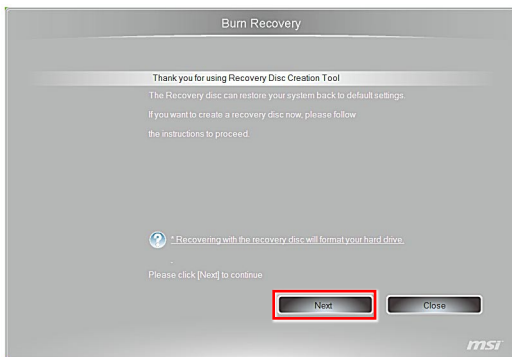 Burn Recovery
Thank you for using Recovery Disc Creation Tool
The Recovery disc can restore your system back to default settings.
If you want to create a recovery disc now, please follow
the instructions to proceed.
* Recovering with the recovery disc will format your hard drive.
.
Please click [Next] to continue
Next Close
msi